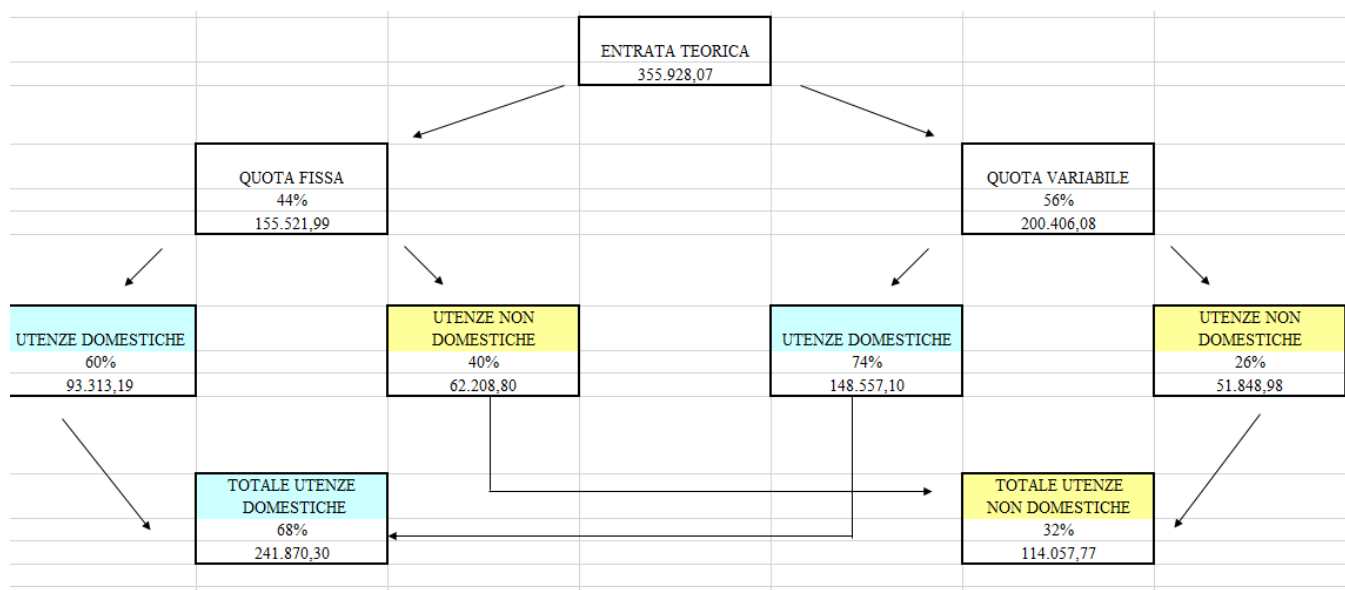 ENTRATA TEORICA
355.928,07
QUOTA FISSA
44%
155.521,99
QUOTA VARIABILE
56%
200.406,08
UTENZE DOMESTICHE
60%
93.313,19
UTENZE NON
DOMESTICHE
40%
62.208,80
UTENZE DOMESTICHE
74%
148.557,10
UTENZE NON
DOMESTICHE
26%
51.848,98
TOTALE UTENZE
DOMESTICHE
68%
241.870,30
TOTALE UTENZE
NON DOMESTICHE
32%
114.057,77